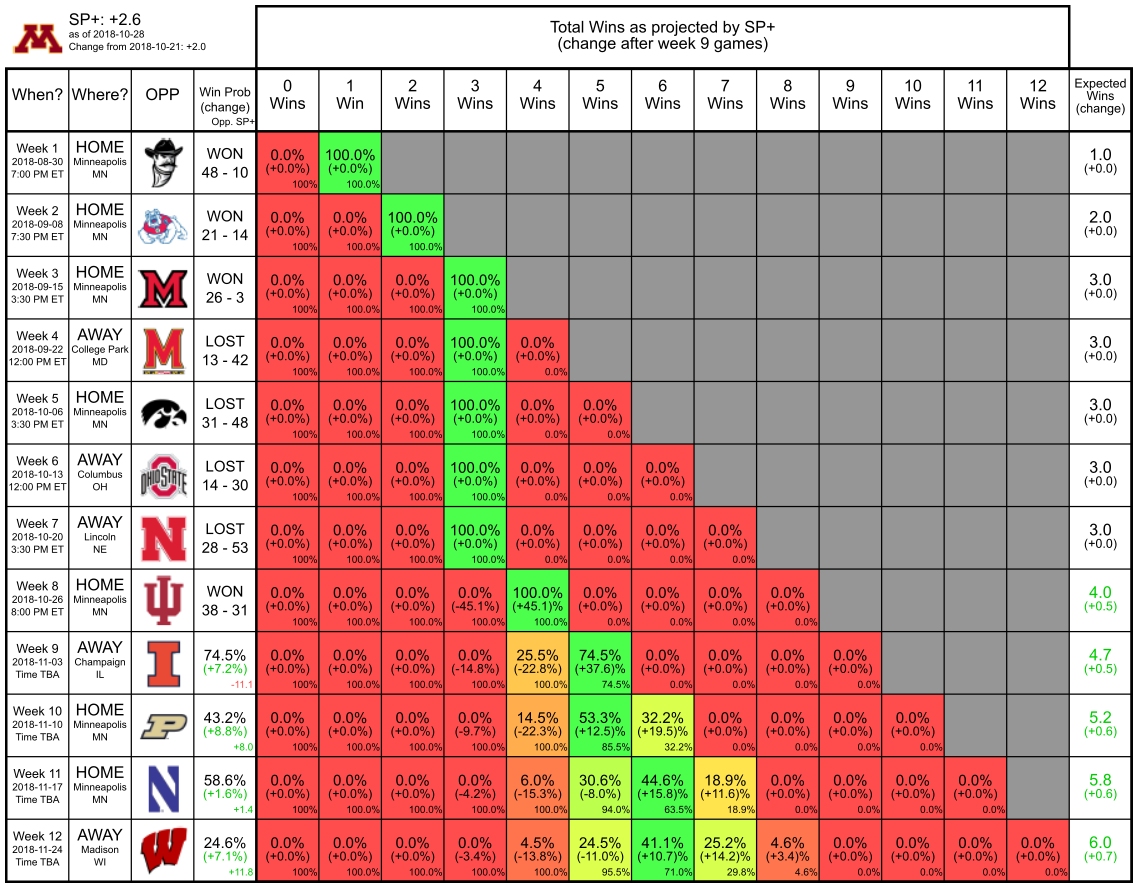 SP+: +2.6
as of 2018-10-28
Change from 2018-10-21: +2.0
Total Wins as projected by SP+
(change after week 9 games)
When? Where? OPP Win Prob (change) Opp. SP+ 0 Wins 1 Win 2 Wins 3 Wins 4 Wins 5 Wins 6 Wins 7 Wins 8 Wins 9 Wins 10 Wins 11 Wins 12 Wins Expected Wins (change)
Week 1 HOME WON 0.0% 100.0% 1.0
2018-08-30 Minneapolis 48 - 10 (+0.0%) (+0.0%) (+0.0)
7:00 PM ET MN 100% 100.0%
Week 2 HOME WON 0.0% 0.0% 100.0% 2.0
2018-09-08 Minneapolis 21 - 14 (+0.0%) (+0.0%) (+0.0%) (+0.0)
7:30 PM ET MN 100% 100.0% 100.0%
Week 3 HOME WON 0.0% 0.0% 0.0% 100.0% 3.0
2018-09-15 Minneapolis 26 - 3 (+0.0%) (+0.0%) (+0.0%) (+0.0%) (+0.0)
3:30 PM ET MN 100% 100.0% 100.0% 100.0%
Week 4 AWAY LOST 0.0% 0.0% 0.0% 100.0% 0.0% 3.0
2018-09-22 College Park 13 - 42 (+0.0%) (+0.0%) (+0.0%) (+0.0%) (+0.0%) (+0.0)
12:00 PM ET MD 100% 100.0% 100.0% 100.0% 0.0%
Week 5 HOME LOST 0.0% 0.0% 0.0% 100.0% 0.0% 0.0% 3.0
2018-10-06 Minneapolis 31 - 48 (+0.0%) (+0.0%) (+0.0%) (+0.0%) (+0.0%) (+0.0%) (+0.0)
3:30 PM ET MN 100% 100.0% 100.0% 100.0% 0.0% 0.0%
Week 6 AWAY OHIO STATE LOST 0.0% 0.0% 0.0% 100.0% 0.0% 0.0% 0.0% 3.0
2018-10-13 Columbus 14 - 30 (+0.0%) (+0.0%) (+0.0%) (+0.0%) (+0.0%) (+0.0%) (+0.0%) (+0.0)
12:00 PM ET OH 100% 100.0% 100.0% 100.0% 0.0% 0.0% 0.0%
Week 7 AWAY LOST 0.0% 0.0% 0.0% 100.0% 0.0% 0.0% 0.0% 0.0% 3.0
2018-10-20 Lincoln 28 - 53 (+0.0%) (+0.0%) (+0.0%) (+0.0%) (+0.0%) (+0.0%) (+0.0%) (+0.0%) (+0.0)
3:30 PM ET NE 100% 100.0% 100.0% 100.0% 0.0% 0.0% 0.0% 0.0%
Week 8 HOME WON 0.0% 0.0% 0.0% 0.0% 100.0% 0.0% 0.0% 0.0% 0.0% 4.0
2018-10-26 Minneapolis 38 - 31 (+0.0%) (+0.0%) (+0.0%) (-45.1%) (+45.1)% (+0.0%) (+0.0%) (+0.0%) (+0.0%) (+0.5)
8:00 PM ET MN 100% 100.0% 100.0% 100.0% 100.0% 0.0% 0.0% 0.0% 0.0%
Week 9 AWAY 74.5% 0.0% 0.0% 0.0% 0.0% 25.5% 74.5% 0.0% 0.0% 0.0% 0.0% 4.7
2018-11-03 Champaign (+7.2%) (+0.0%) (+0.0%) (+0.0%) (-14.8%) (-22.8%) (+37.6)% (+0.0%) (+0.0%) (+0.0%) (+0.0%) (+0.5)
Time TBA IL -11.1 100% 100.0% 100.0% 100.0% 100.0% 74.5% 0.0% 0.0% 0.0% 0.0%
Week 10 HOME 43.2% 0.0% 0.0% 0.0% 0.0% 14.5% 53.3% 32.2% 0.0% 0.0% 0.0% 0.0% 5.2
2018-11-10 Minneapolis (+8.8%) (+0.0%) (+0.0%) (+0.0%) (-9.7%) (-22.3%) (+12.5)% (+19.5)% (+0.0%) (+0.0%) (+0.0%) (+0.0%) (+0.6)
Time TBA MN +8.0 100% 100.0% 100.0% 100.0% 100.0% 85.5% 32.2% 0.0% 0.0% 0.0% 0.0%
Week 11 HOME 58.6% 0.0% 0.0% 0.0% 0.0% 6.0% 30.6% 44.6% 18.9% 0.0% 0.0% 0.0% 0.0% 5.8
2018-11-17 Minneapolis (+1.6%) (+0.0%) (+0.0%) (+0.0%) (-4.2%) (-15.3%) (-8.0%) (+15.8)% (+11.6)% (+0.0%) (+0.0%) (+0.0%) (+0.0%) (+0.6)
Time TBA MN +1.4 100% 100.0% 100.0% 100.0% 100.0% 94.0% 63.5% 18.9% 0.0% 0.0% 0.0% 0.0%
Week 12 AWAY 24.6% 0.0% 0.0% 0.0% 0.0% 4.5% 24.5% 41.1% 25.2% 4.6% 0.0% 0.0% 0.0% 0.0% 6.0
2018-11-24 Madison (+7.1%) (+0.0%) (+0.0%) (+0.0%) (-3.4%) (-13.8%) (-11.0%) (+10.7)% (+14.2)% (+3.4)% (+0.0%) (+0.0%) (+0.0%) (+0.0%) (+0.7)
Time TBA WI +11.8 100% 100.0% 100.0% 100.0% 100.0% 95.5% 71.0% 29.8% 4.6% 0.0% 0.0% 0.0% 0.0%